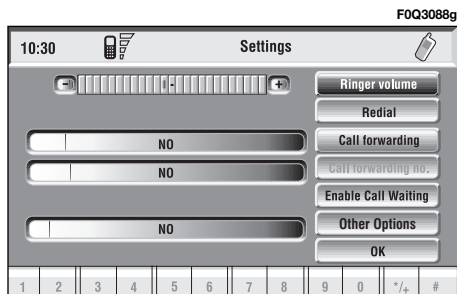 F0Q3088g
10:30 Settings
- + Ringer volume
Redial
NO Call forwarding
NO Call forwarding no.
Enable Call Waiting
NO Other Options
OK
1 2 3 4 5 6 7 8 9 0 */+ #